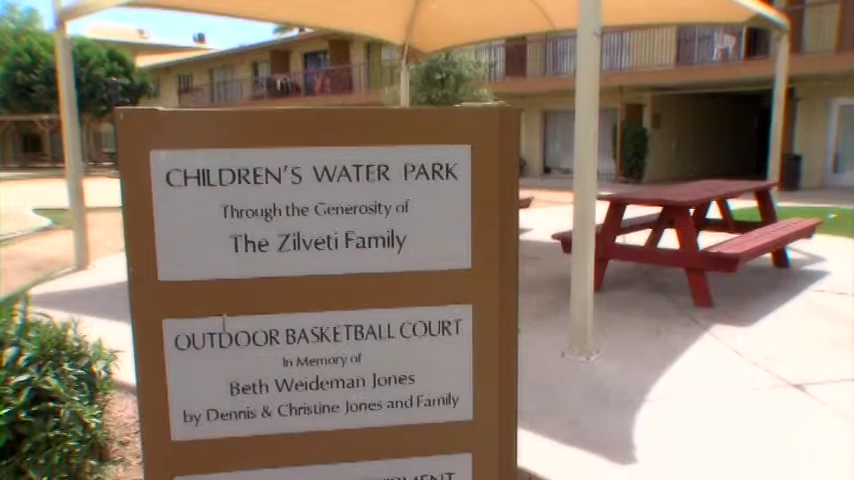 CHILDREN'S WATER PARK
Through the Generosity of
The Zilveti Family
OUTDOOR BASKETBALL COURT
In Memory of
Beth Weideman Jones
by Dennis & Christine Jones and Family